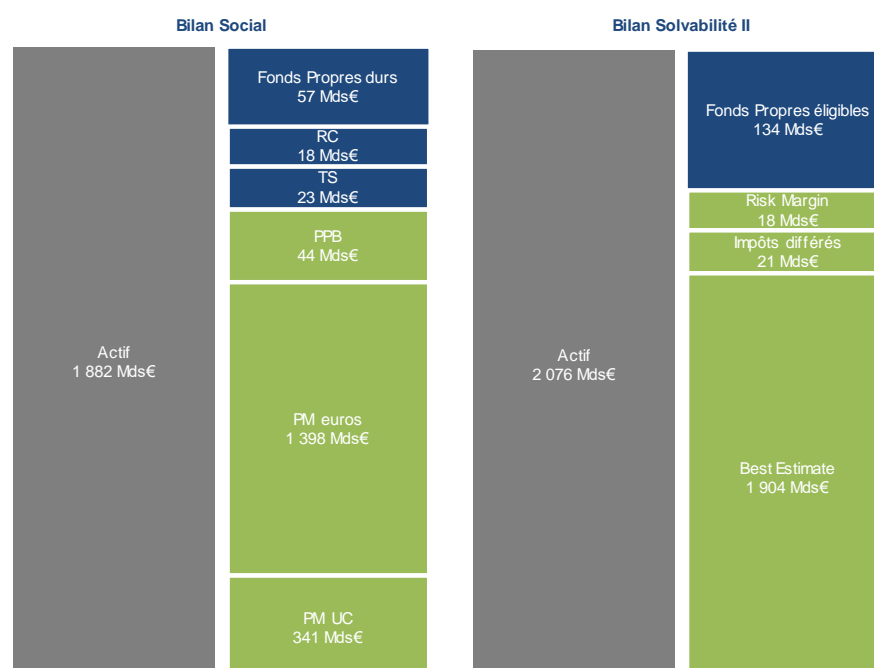 Bilan Social
Fonds Propres durs
57 Mds€
RC
18 Mds€
TS
23 Mds€
PPB
44 Mds€
Actif
1 882 Mds€
PM euros
1 398 Mds€
PM UC
341 Mds€
Bilan Solvabilité II
Fonds Propres éligibles
134 Mds€
Risk Margin
18 Mds€
Impôts différés
21 Mds€
Actif
2 076 Mds€
Best Estimate
1 904 Mds€